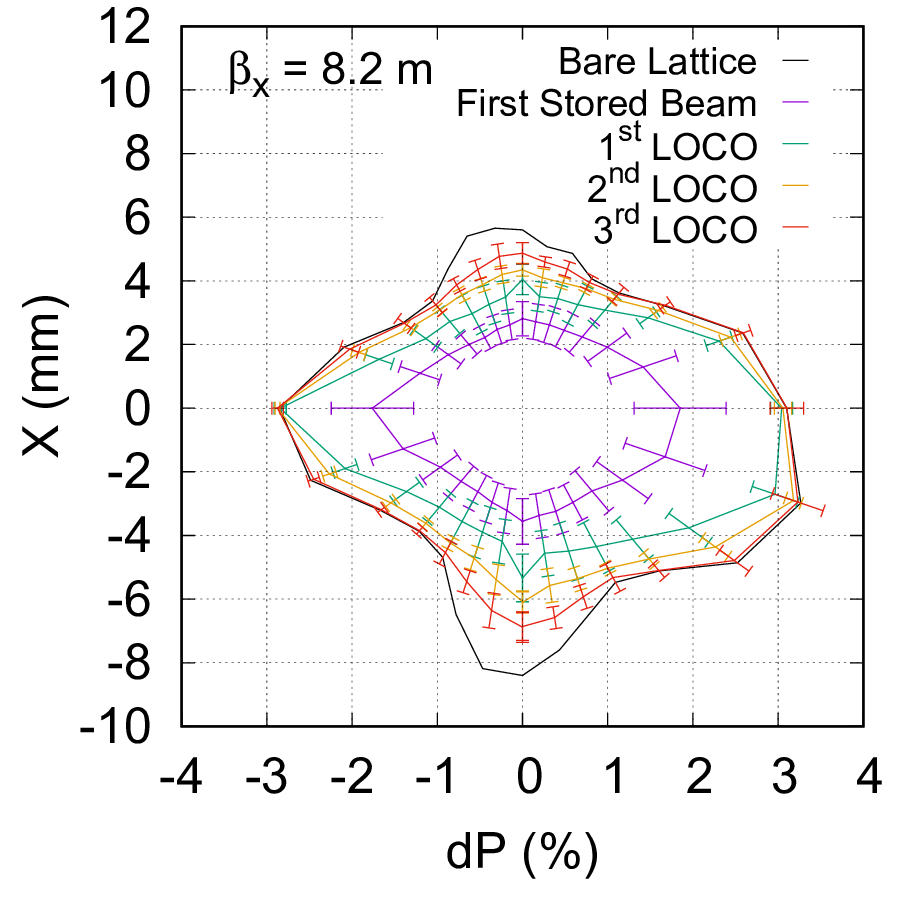 βx = 8.2 m
Bare Lattice
First Stored Beam
1st LOCO
2nd LOCO
3rd LOCO
X (mm)
12
10
8
6
4
2
0
-2
-4
-6
-8
-10
-4 -3 -2 -1 0 1 2 3 4
dP (%)